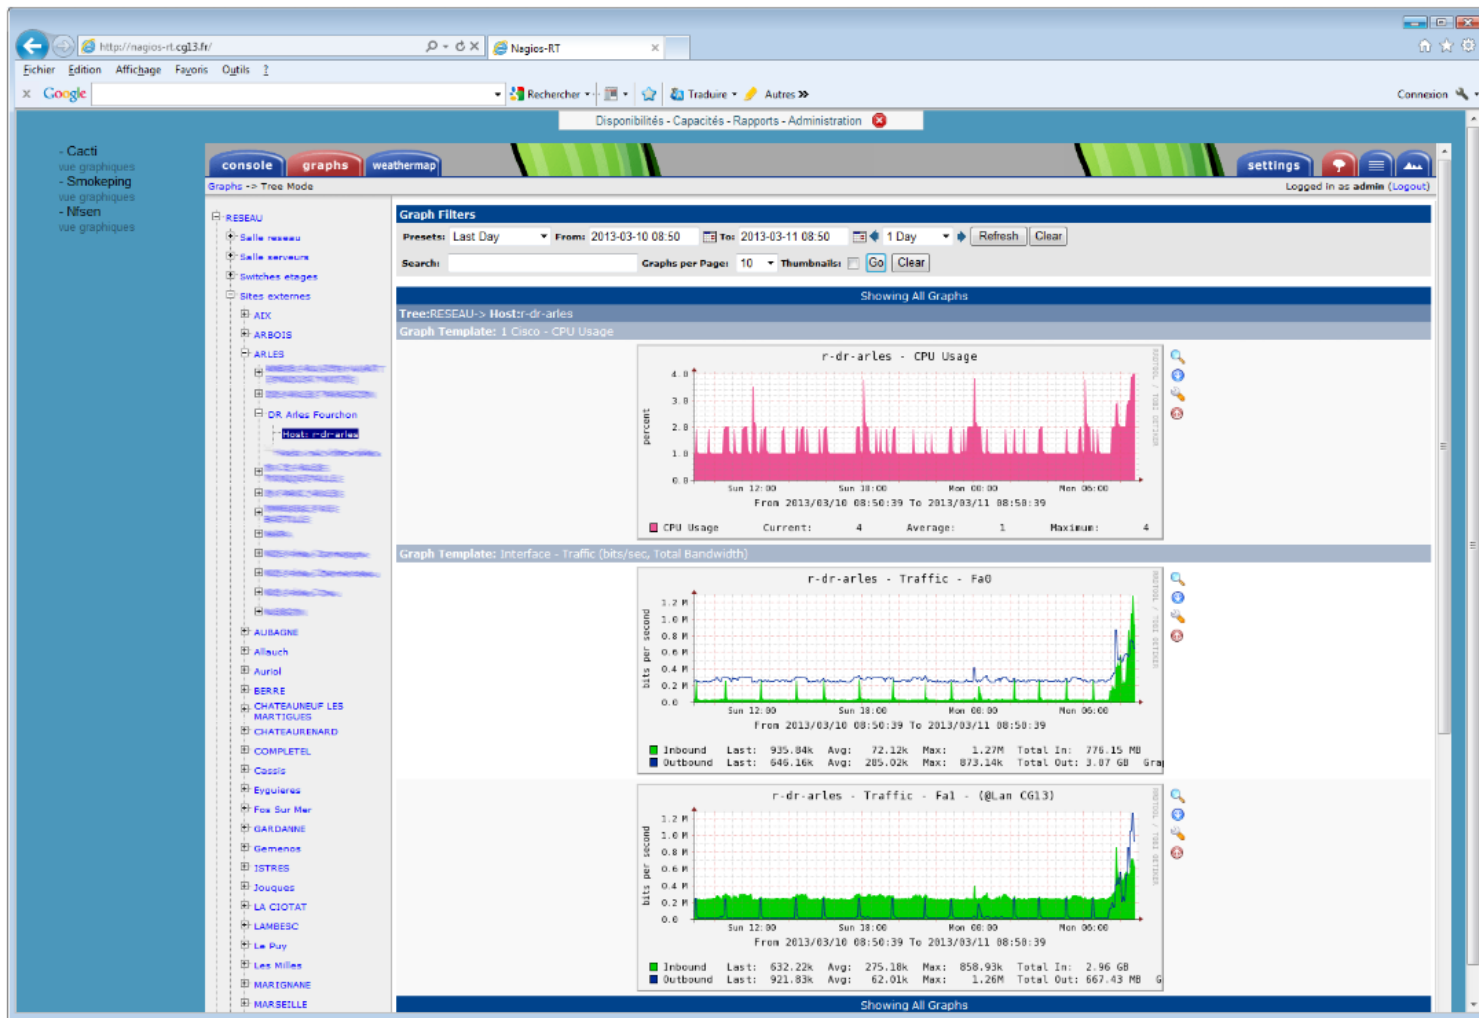 http://nagios-rt.cg13.fr/
Nagios-RT
Fichier Edition Affichage Favoris Outils ?
x Google Rechercher Traduire Autres » Connexion
Disponibilités - Capacités - Rapports - Administration
- Cacti
vue graphiques
- Smokeping
vue graphiques
- Nfsen
vue graphiques
console graphs weathermap settings
Graphs -> Tree Mode Logged in as admin (Logout)
RESEAU
Salle reseau
Salle serveurs
Switches etages
Sites externes
AIX
ARBOIS
ARLES
DR Arles Fourchon
Host: r-dr-arles
AUBAGNE
Allauch
Auriol
BERRE
CHATEAUNEUF LES
MARTIGUES
CHATEAURENARD
COMPLETEL
Cassis
Eyguieres
Fos Sur Mer
GARDANNE
Gemenos
ISTRES
Jouques
LA CIOTAT
LAMBESC
Le Puy
Les Milles
MARIGNANE
MARSEILLE
Graph Filters
Presets: Last Day From: 2013-03-10 08:50 To: 2013-03-11 08:50 1 Day Refresh Clear
Search: Graphs per Page: 10 Thumbnails: Go Clear
Showing All Graphs
Tree:RESEAU-> Host:r-dr-arles
Graph Template: 1 Cisco - CPU Usage
r-dr-arles - CPU Usage
RRDTOOL / TOBI OETIKER
percent
4.0
3.0
2.0
1.0
0.0
Sun 12:00 Sun 18:00 Mon 00:00 Mon 06:00
From 2013/03/10 08:50:39 To 2013/03/11 08:50:39
CPU Usage Current: 4 Average: 1 Maximum: 4
Graph Template: Interface - Traffic (bits/sec, Total Bandwidth)
r-dr-arles - Traffic - Fa0
RRDTOOL / TOBI OETIKER
bits per second
1.2 M
1.0 M
0.8 M
0.6 M
0.4 M
0.2 M
0.0
Sun 12:00 Sun 18:00 Mon 00:00 Mon 06:00
From 2013/03/10 08:50:39 To 2013/03/11 08:50:39
Inbound Last: 935.84k Avg: 72.12k Max: 1.27M Total In: 776.15 MB
Outbound Last: 646.16k Avg: 285.02k Max: 873.14k Total Out: 3.07 GB Gra
r-dr-arles - Traffic - Fa1 - (@Lan CG13)
RRDTOOL / TOBI OETIKER
bits per second
1.2 M
1.0 M
0.8 M
0.6 M
0.4 M
0.2 M
0.0
Sun 12:00 Sun 18:00 Mon 00:00 Mon 06:00
From 2013/03/10 08:50:39 To 2013/03/11 08:50:39
Inbound Last: 632.22k Avg: 275.18k Max: 858.93k Total In: 2.96 GB
Outbound Last: 921.83k Avg: 62.01k Max: 1.26M Total Out: 667.43 MB G
Showing All Graphs